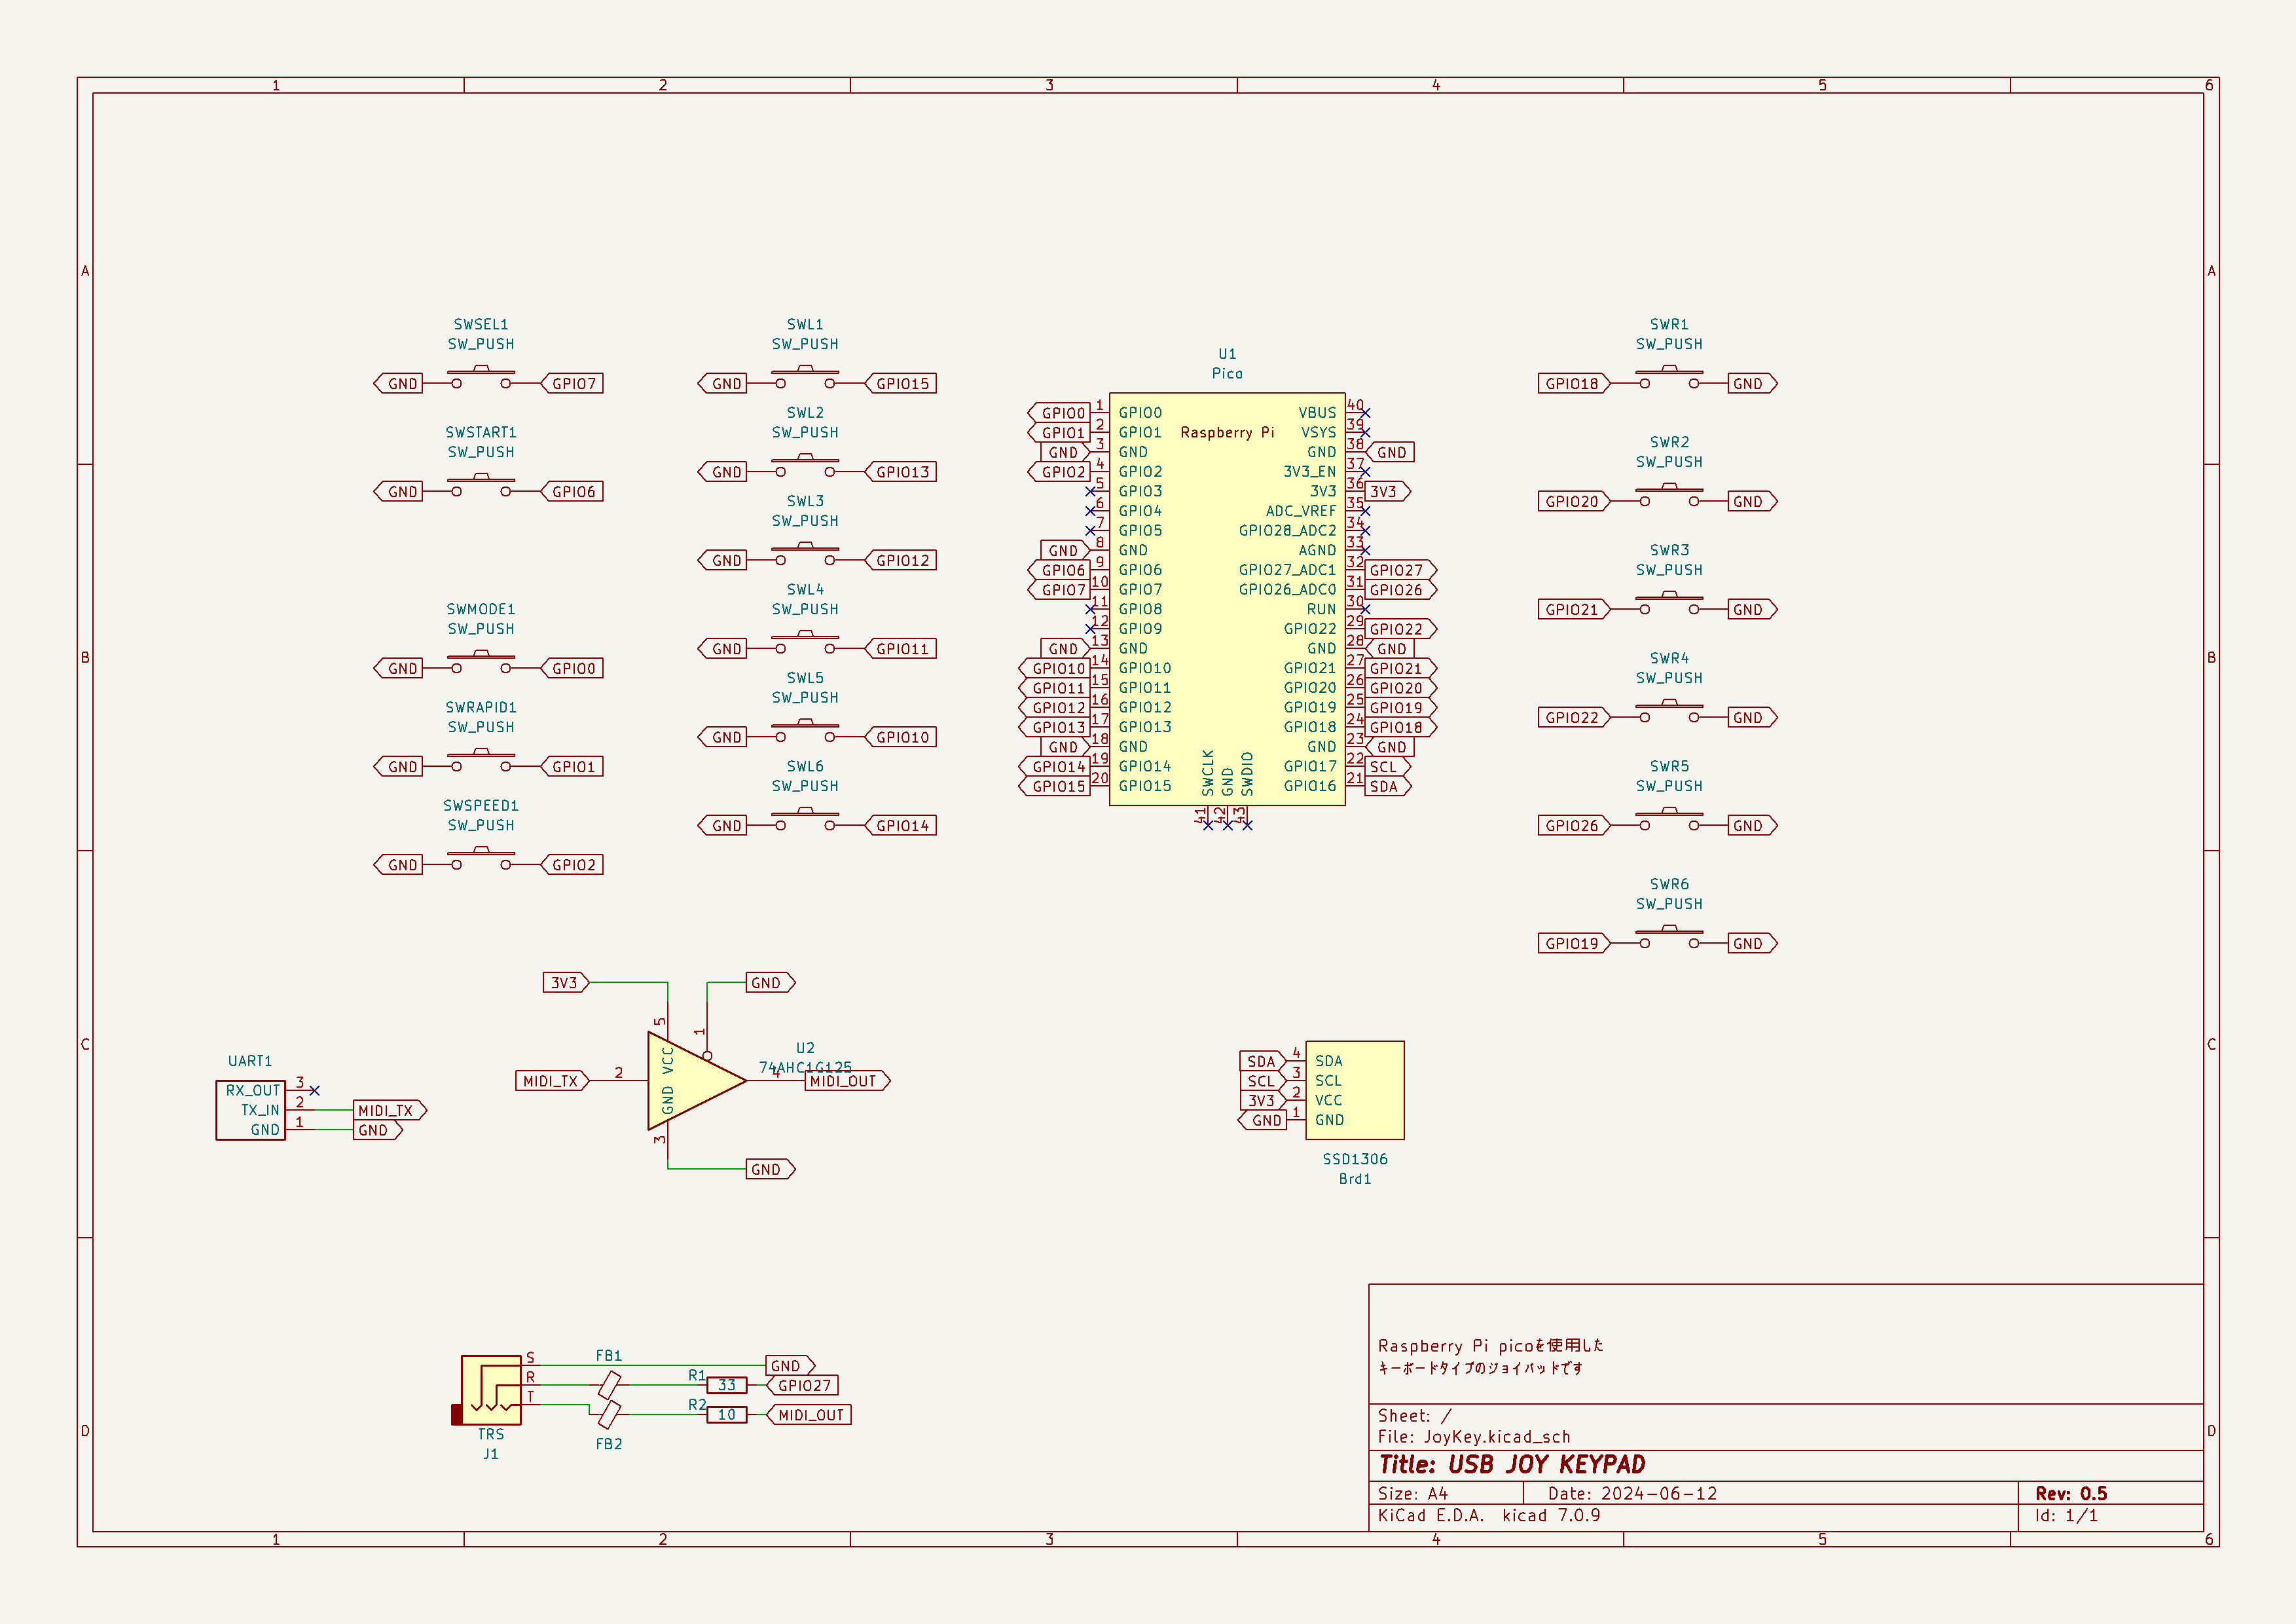 1 2 3 4 5 6
A A
SWSEL1
SW_PUSH
GND GPIO7
SWSTART1
SW_PUSH
GND GPIO6
SWMODE1
SW_PUSH
GND GPIO0
SWRAPID1
SW_PUSH
GND GPIO1
SWSPEED1
SW_PUSH
GND GPIO2
SWL1
SW_PUSH
GND GPIO15
SWL2
SW_PUSH
GND GPIO13
SWL3
SW_PUSH
GND GPIO12
SWL4
SW_PUSH
GND GPIO11
SWL5
SW_PUSH
GND GPIO10
SWL6
SW_PUSH
GND GPIO14
U1
Pico
Raspberry Pi
GPIO0 1 GPIO0
GPIO1 2 GPIO1
GND 3 GND
GPIO2 4 GPIO2
5 GPIO3
6 GPIO4
7 GPIO5
GND 8 GND
GPIO6 9 GPIO6
GPIO7 10 GPIO7
11 GPIO8
12 GPIO9
GND 13 GND
GPIO10 14 GPIO10
GPIO11 15 GPIO11
GPIO12 16 GPIO12
GPIO13 17 GPIO13
GND 18 GND
GPIO14 19 GPIO14
GPIO15 20 GPIO15
VBUS 40
VSYS 39
GND 38 GND
3V3_EN 37
3V3 36 3V3
ADC_VREF 35
GPIO28_ADC2 34
AGND 33
GPIO27_ADC1 32 GPIO27
GPIO26_ADC0 31 GPIO26
RUN 30
GPIO22 29 GPIO22
GND 28 GND
GPIO21 27 GPIO21
GPIO20 26 GPIO20
GPIO19 25 GPIO19
GPIO18 24 GPIO18
GND 23 GND
GPIO17 22 SCL
GPIO16 21 SDA
SWCLK GND SWDIO
41 42 43
SWR1
SW_PUSH
GPIO18 GND
SWR2
SW_PUSH
GPIO20 GND
SWR3
SW_PUSH
GPIO21 GND
SWR4
SW_PUSH
GPIO22 GND
SWR5
SW_PUSH
GPIO26 GND
SWR6
SW_PUSH
GPIO19 GND
B B
C C
UART1
RX_OUT 3
TX_IN 2 MIDI_TX
GND 1 GND
3V3 GND
5 1
VCC
U2
74AHC1G125
MIDI_TX 2 4 MIDI_OUT
GND
3
GND
SDA 4 SDA
SCL 3 SCL
3V3 2 VCC
GND 1 GND
SSD1306
Brd1
S FB1 GND
R R1 33 GPIO27
T R2 10 MIDI_OUT
TRS FB2
J1
D D
Raspberry Pi picoを使用した
キーボードタイプのジョイパッドです
Sheet: /
File: JoyKey.kicad_sch
Title: USB JOY KEYPAD
Size: A4 Date: 2024-06-12 Rev: 0.5
KiCad E.D.A. kicad 7.0.9 Id: 1/1
1 2 3 4 5 6